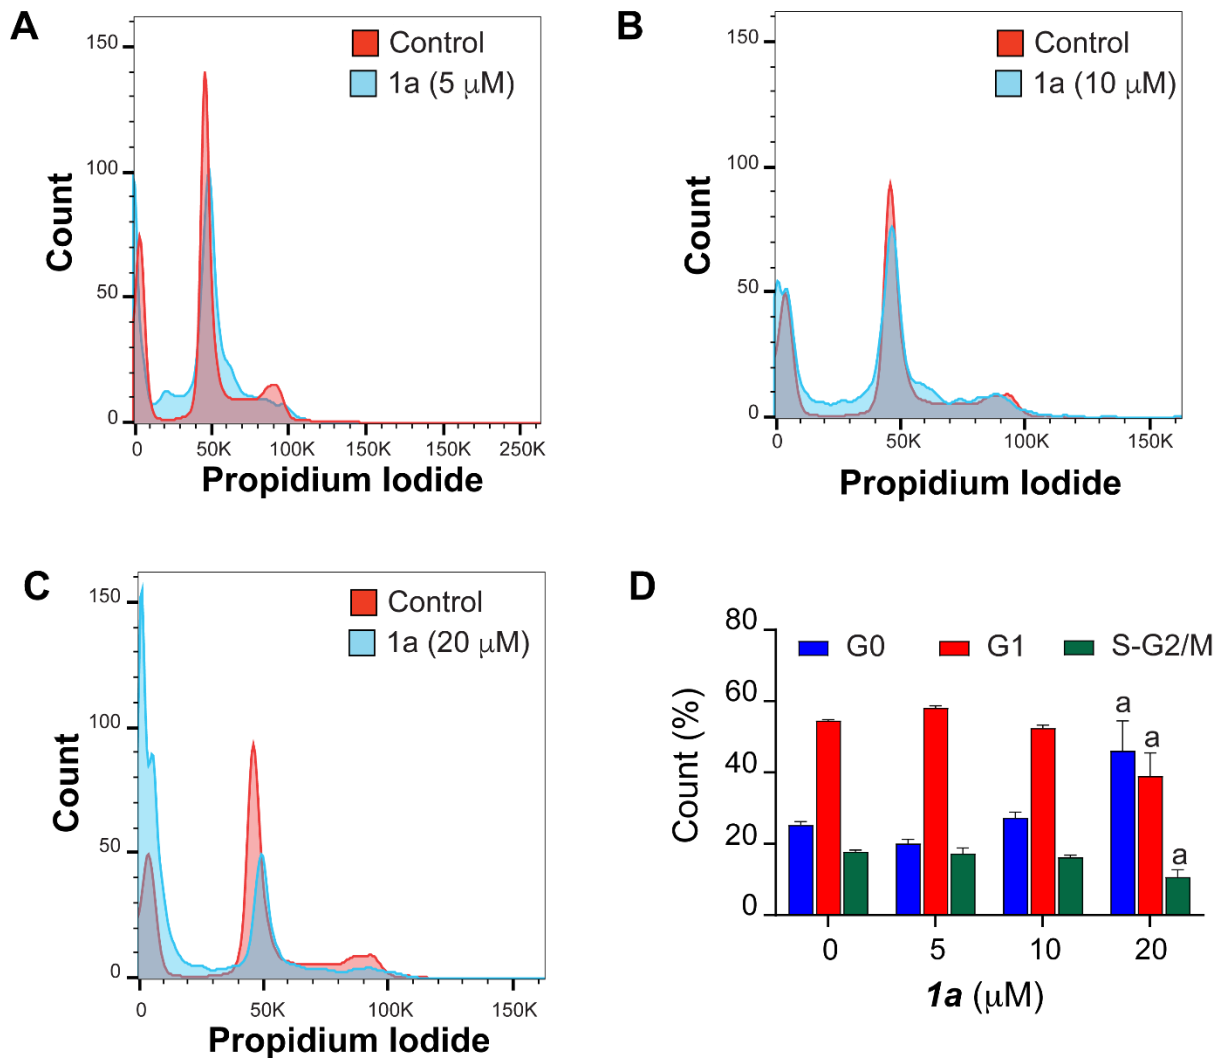 A
Control
1a (5 μM)
150
100
50
0
Count
0 50K 100K 150K 150K 250K
Propidium Iodide
B
Control
1a (10 μM)
150
100
50
0
Count
0 50K 100K 150K
Propidium Iodide
C
Control
1a (20 μM)
150
100
50
0
Count
0 50K 100K 150K
Propidium Iodide
D
80
60
40
20
0
Count (%)
G0 G1 S-G2/M
a
a
a
0 5 10 20
1a (μM)